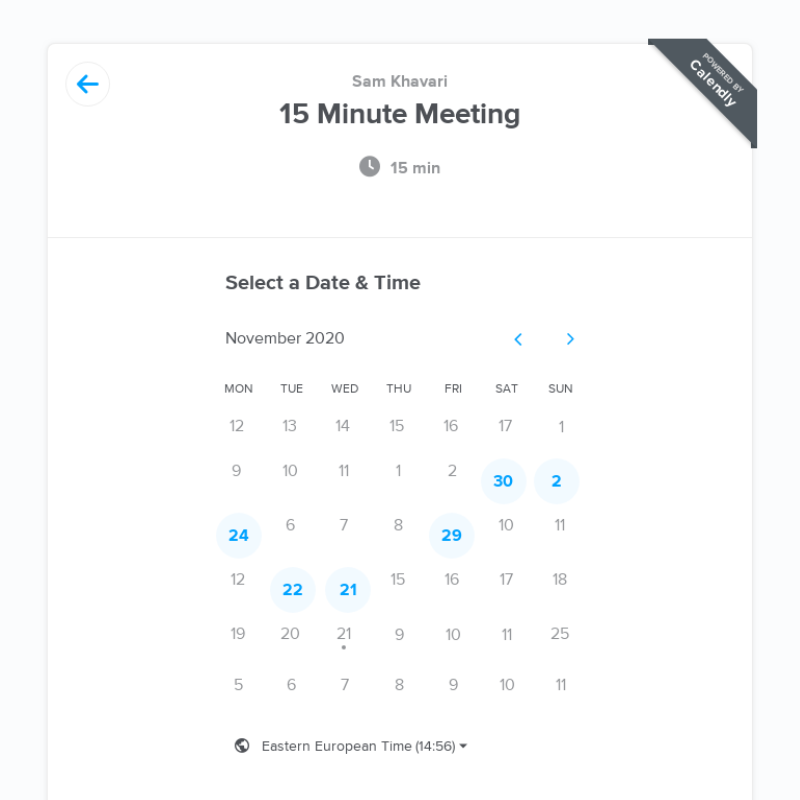 POWERED BY
Calendly
Sam Khavari
15 Minute Meeting
15 min
Select a Date & Time
November 2020
MON TUE WED THU FRI SAT SUN
12 13 14 15 16 17 1
9 10 11 1 2 30 2
24 6 7 8 29 10 11
12 22 21 15 16 17 18
19 20 21 9 10 11 25
5 6 7 8 9 10 11
Eastern European Time (14:56)